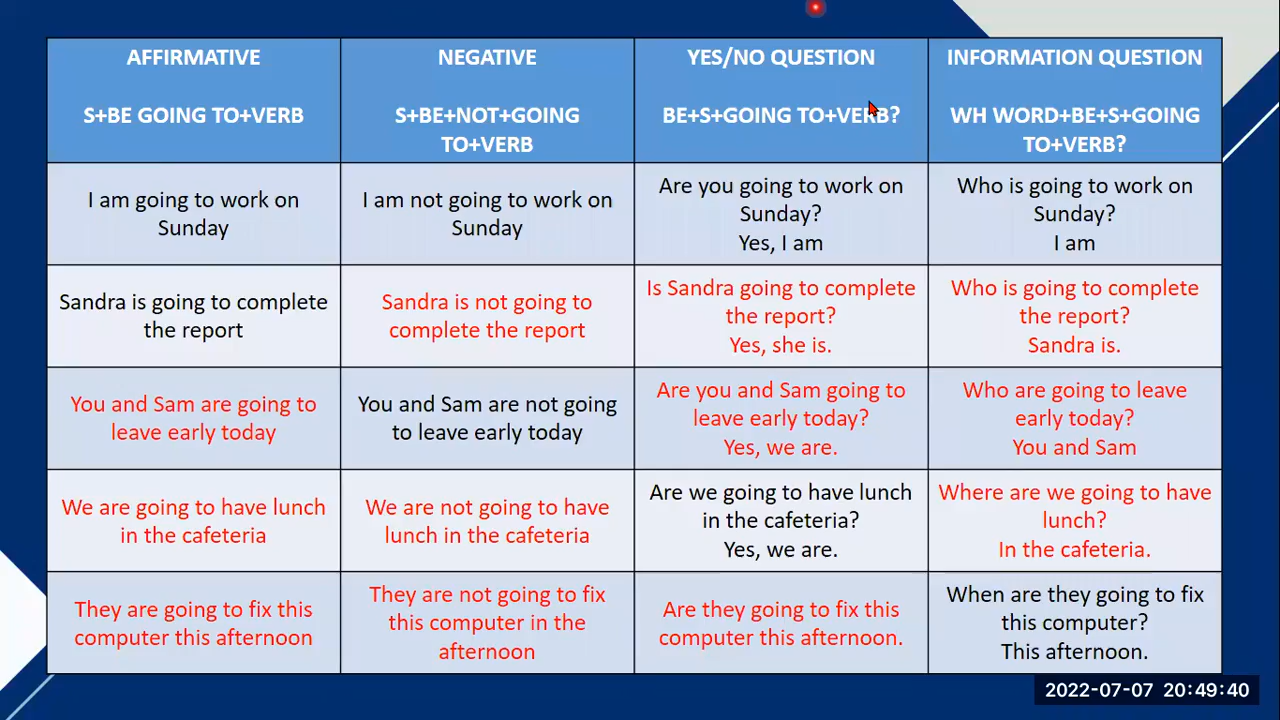 AFFIRMATIVE
S+BE GOING TO+VERB
NEGATIVE
S+BE+NOT+GOING
TO+VERB
YES/NO QUESTION
BE+S+GOING TO+VERB?
INFORMATION QUESTION
WH WORD+BE+S+GOING
TO+VERB?
I am going to work on
Sunday
I am not going to work on
Sunday
Are you going to work on
Sunday?
Yes, I am
Who is going to work on
Sunday?
I am
Sandra is going to complete
the report
Sandra is not going to
complete the report
Is Sandra going to complete
the report?
Yes, she is.
Who is going to complete
the report?
Sandra is.
You and Sam are going to
leave early today
You and Sam are not going
to leave early today
Are you and Sam going to
leave early today?
Yes, we are.
Who are going to leave
early today?
You and Sam
We are going to have lunch
in the cafeteria
We are not going to have
lunch in the cafeteria
Are we going to have lunch
in the cafeteria?
Yes, we are.
Where are we going to have
lunch?
In the cafeteria.
They are going to fix this
computer this afternoon
They are not going to fix
this computer in the
afternoon
Are they going to fix this
computer this afternoon.
When are they going to fix
this computer?
This afternoon.
2022-07-07 20:49:40